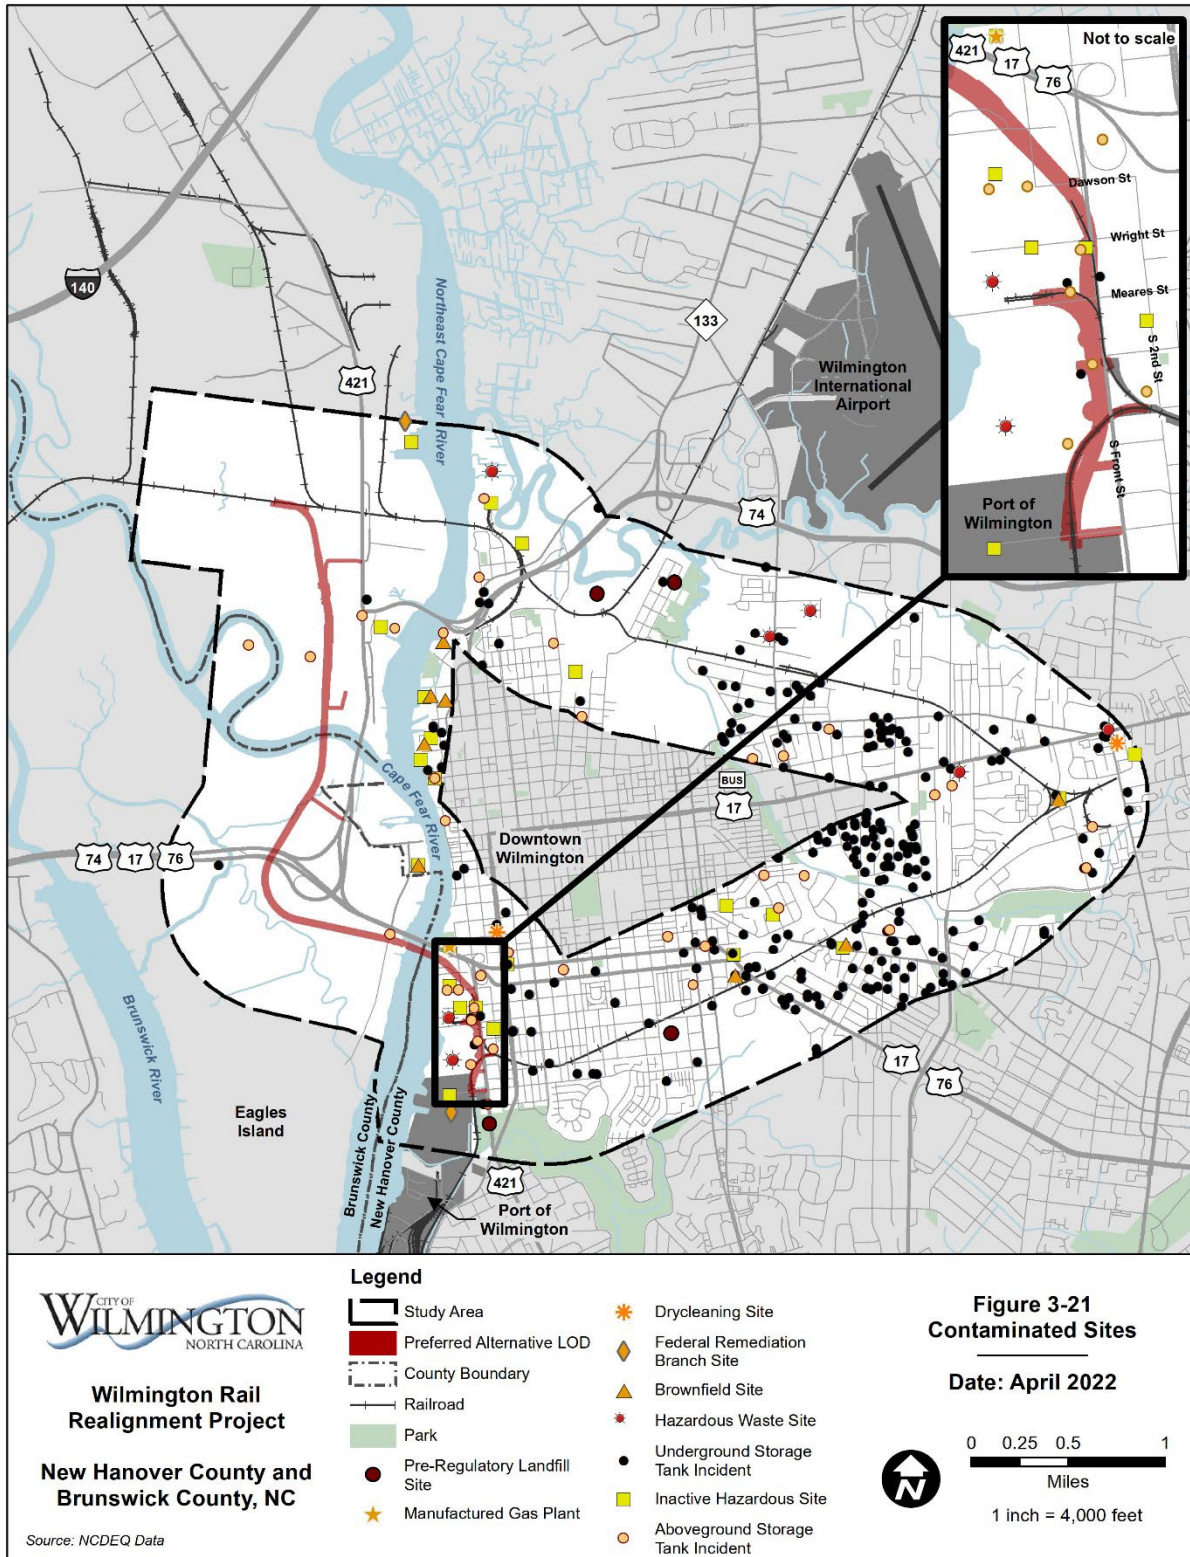 Not to scale
421
17
76
Dawson St
Wright St
Meares St
S 2nd St
S Front St
Port of
Wilmington
140
421
Northeast Cape Fear River
133
Wilmington
International
Airport
74
Cape Fear River
BUS
17
Downtown
Wilmington
74
17
76
Brunswick River
Eagles
Island
Brunswick County
New Hanover County
17
76
421
Port of
Wilmington
CITY OF
WILMINGTON
NORTH CAROLINA
Wilmington Rail
Realignment Project
New Hanover County and
Brunswick County, NC
Source: NCDEQ Data
Legend
Study Area
Preferred Alternative LOD
County Boundary
Railroad
Park
Pre-Regulatory Landfill
Site
Manufactured Gas Plant
Drycleaning Site
Federal Remediation
Branch Site
Brownfield Site
Hazardous Waste Site
Underground Storage
Tank Incident
Inactive Hazardous Site
Aboveground Storage
Tank Incident
Figure 3-21
Contaminated Sites
Date: April 2022
N
0 0.25 0.5 1
Miles
1 inch = 4,000 feet